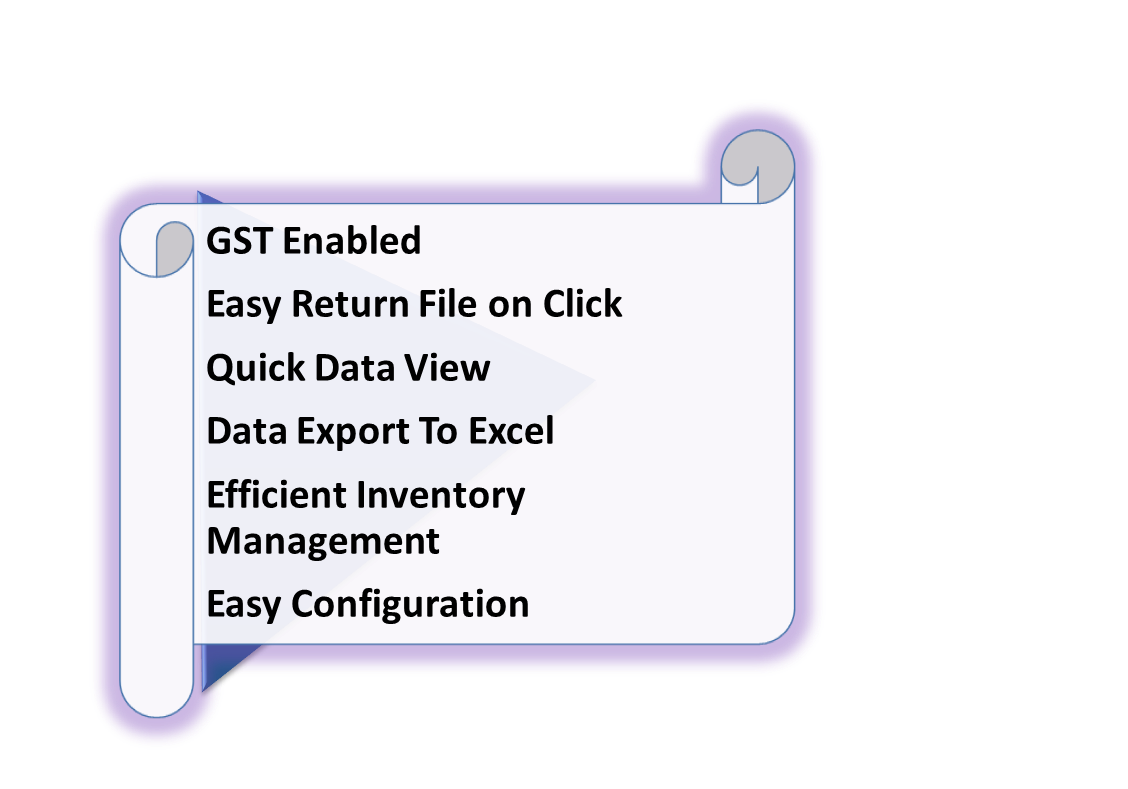 GST Enabled
Easy Return File on Click
Quick Data View
Data Export To Excel
Efficient Inventory
Management
Easy Configuration